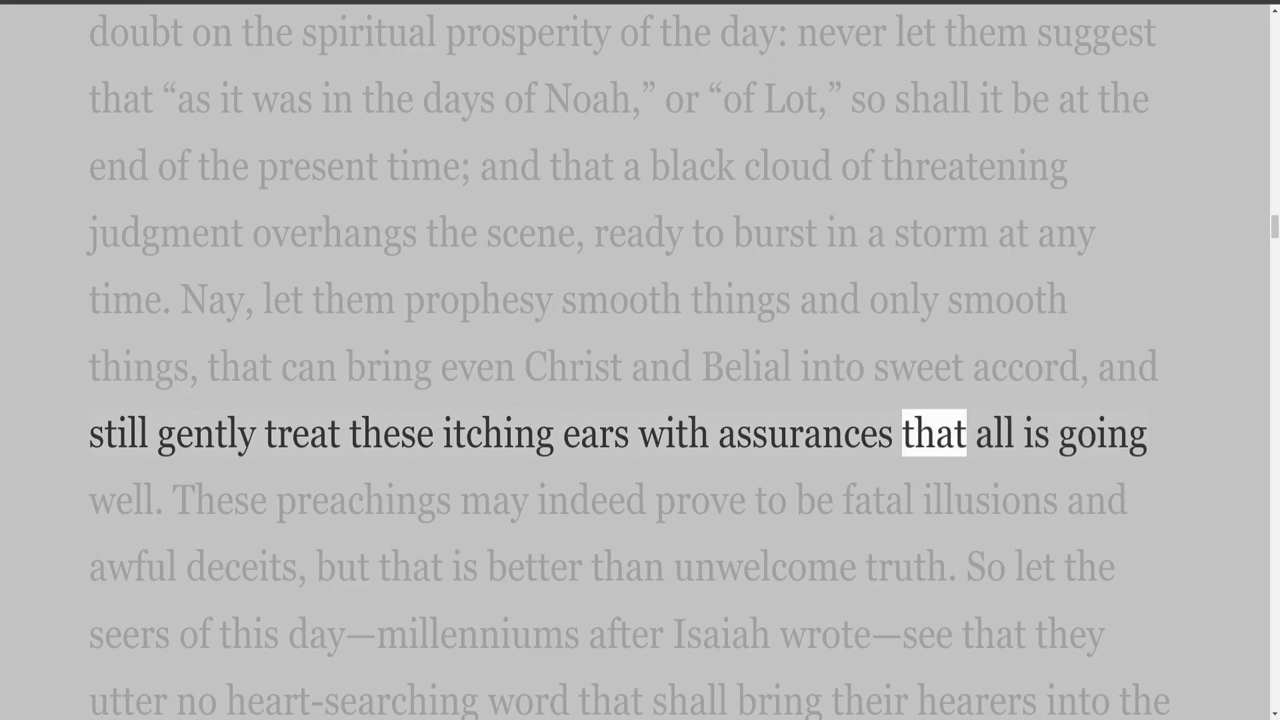 doubt on the spiritual prosperity of the day: never let them suggest
that “as it was in the days of Noah,” or “of Lot,” so shall it be at the
end of the present time; and that a black cloud of threatening
judgment overhangs the scene, ready to burst in a storm at any
time. Nay, let them prophesy smooth things and only smooth
things, that can bring even Christ and Belial into sweet accord, and
still gently treat these itching ears with assurances that all is going
well. These preachings may indeed prove to be fatal illusions and
awful deceits, but that is better than unwelcome truth. So let the
seers of this day—millenniums after Isaiah wrote—see that they
utter no heart-searching word that shall bring their hearers into the